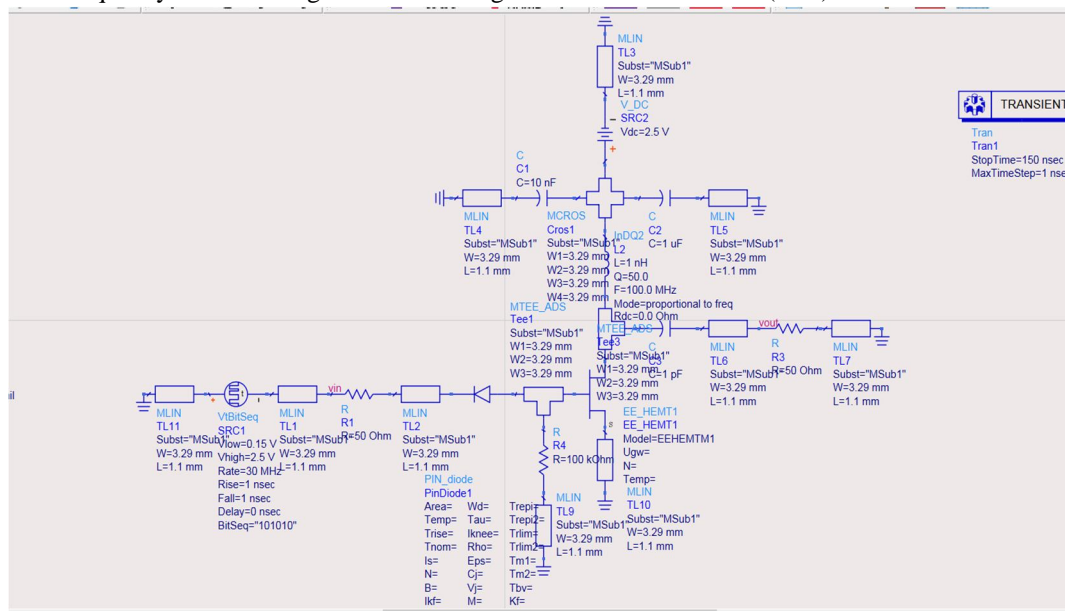 MLIN
TL3
Subst="MSub1"
W=3.29 mm
L=1.1 mm
V_DC
SRC2
Vdc=2.5 V
TRANSIENT
Tran
Tran1
StopTime=150 nsec
MaxTimeStep=1 nse
C
C1
C=10 nF
MLIN
TL4
Subst="MSub1"
W=3.29 mm
L=1.1 mm
MCROS
Cros1
Subst="MSub1"
W1=3.29 mm
W2=3.29 mm
W3=3.29 mm
W4=3.29 mm
C
C2
C=1 uF
MLIN
TL5
Subst="MSub1"
W=3.29 mm
L=1.1 mm
InDQ2
L2
L=1 nH
Q=50.0
F=100.0 MHz
Mode=proportional to freq
Rdc=0.0 Ohm
MTEE_ADS
Tee1
Subst="MSub1"
W1=3.29 mm
W2=3.29 mm
W3=3.29 mm
MTEE_ADS
Tee3
Subst="MSub1"
W1=3.29 mm
W2=3.29 mm
W3=3.29 mm
C
C3
C=1 pF
MLIN
TL6
Subst="MSub1"
W=3.29 mm
L=1.1 mm
vout
R
R3
R=50 Ohm
MLIN
TL7
Subst="MSub1"
W=3.29 mm
L=1.1 mm
MLIN
TL11
Subst="MSub1"
W=3.29 mm
L=1.1 mm
VtBitSeq
SRC1
Vlow=0.15 V
Vhigh=2.5 V
Rate=30 MHz
Rise=1 nsec
Fall=1 nsec
Delay=0 nsec
BitSeq="101010"
MLIN
TL1
Subst="MSub1"
W=3.29 mm
L=1.1 mm
vin
R
R1
R=50 Ohm
MLIN
TL2
Subst="MSub1"
W=3.29 mm
L=1.1 mm
R
R4
R=100 kOhm
EE_HEMT1
EE_HEMT1
Model=EEHEMTM1
Ugw=
N=
Temp=
MLIN
TL10
Subst="MSub1"
W=3.29 mm
L=1.1 mm
MLIN
TL9
Subst="MSub1"
W=3.29 mm
L=1.1 mm
PIN_diode
PinDiode1
Area= Wd= Trepi=
Temp= Tau= Trepi2=
Trise= Iknee= Trlim=
Tnom= Rho= Trlim2=
Is= Eps= Tm1=
N= Cj= Tm2=
B= Vj= Tbv=
Ikf= M= Kf=